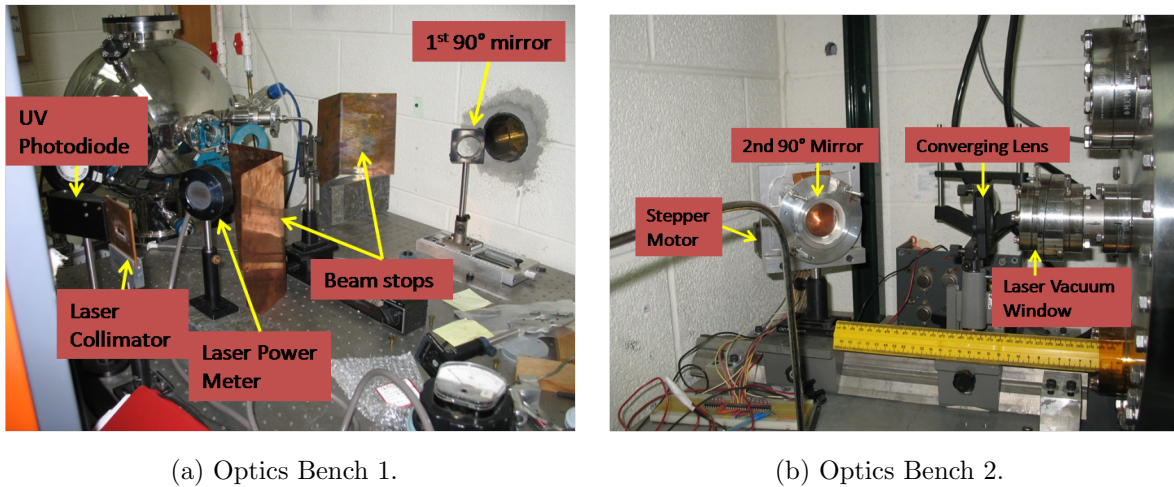 1st 90° mirror
UV
Photodiode
Beam stops
Laser
Collimator
Laser Power
Meter
2nd 90° Mirror
Converging Lens
Stepper
Motor
Laser Vacuum
Window
(a) Optics Bench 1.
(b) Optics Bench 2.